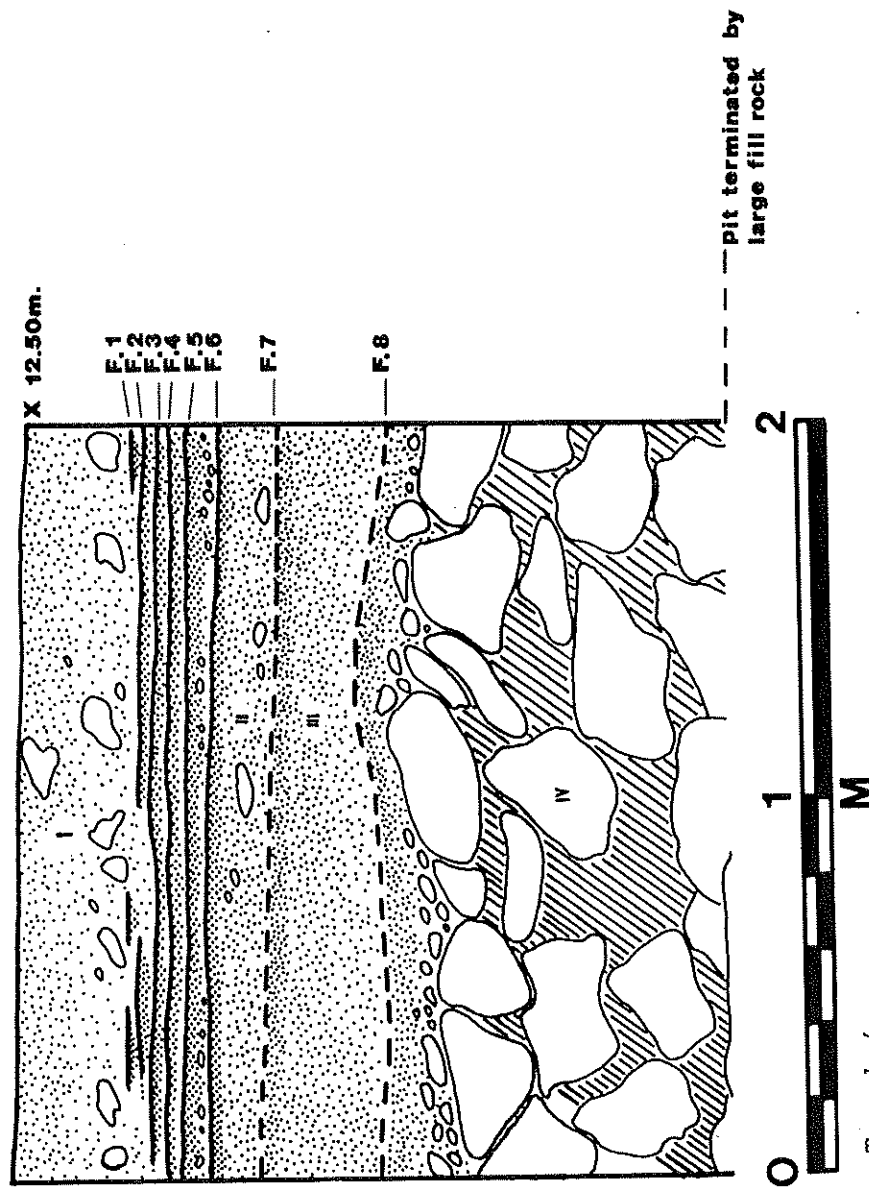 X 12.50m.
F.1
F.2
F.3
F.4
F.5
F.6
F.7
F.8
I
II
III
IV
Pit terminated by
large fill rock
0 1 2
M